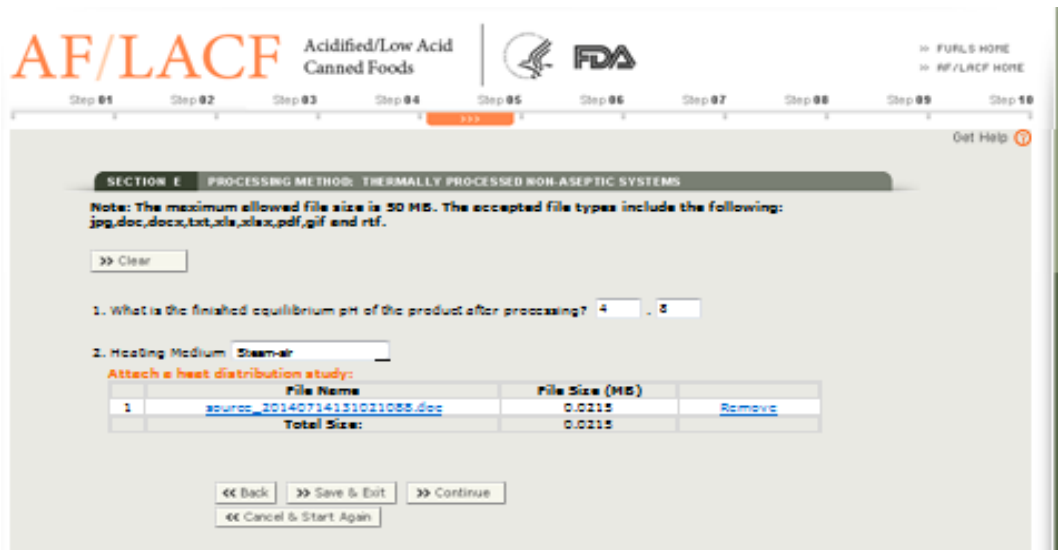 AF/LACF Acidified/Low Acid
Canned Foods
FDA
>> FURLS HOME
>> AF/LACF HOME
Step 01 Step 02 Step 03 Step 04 Step 05 Step 06 Step 07 Step 08 Step 09 Step 10
>>>
Get Help ?
SECTION E PROCESSING METHOD: THERMALLY PROCESSED NON-ASEPTIC SYSTEMS
Note: The maximum allowed file size is 50 MB. The accepted file types include the following:
jpg,doc,docx,txt,xls,xlsx,pdf,gif and rtf.
>> Clear
1. What is the finished equilibrium pH of the product after processing? 4 . 8
2. Heating Medium Steam-air
Attach a heat distribution study:
File Name File Size (MB)
1 source_20140714131021088.doc 0.0215 Remove
Total Size: 0.0215
<< Back >> Save & Exit >> Continue
<< Cancel & Start Again